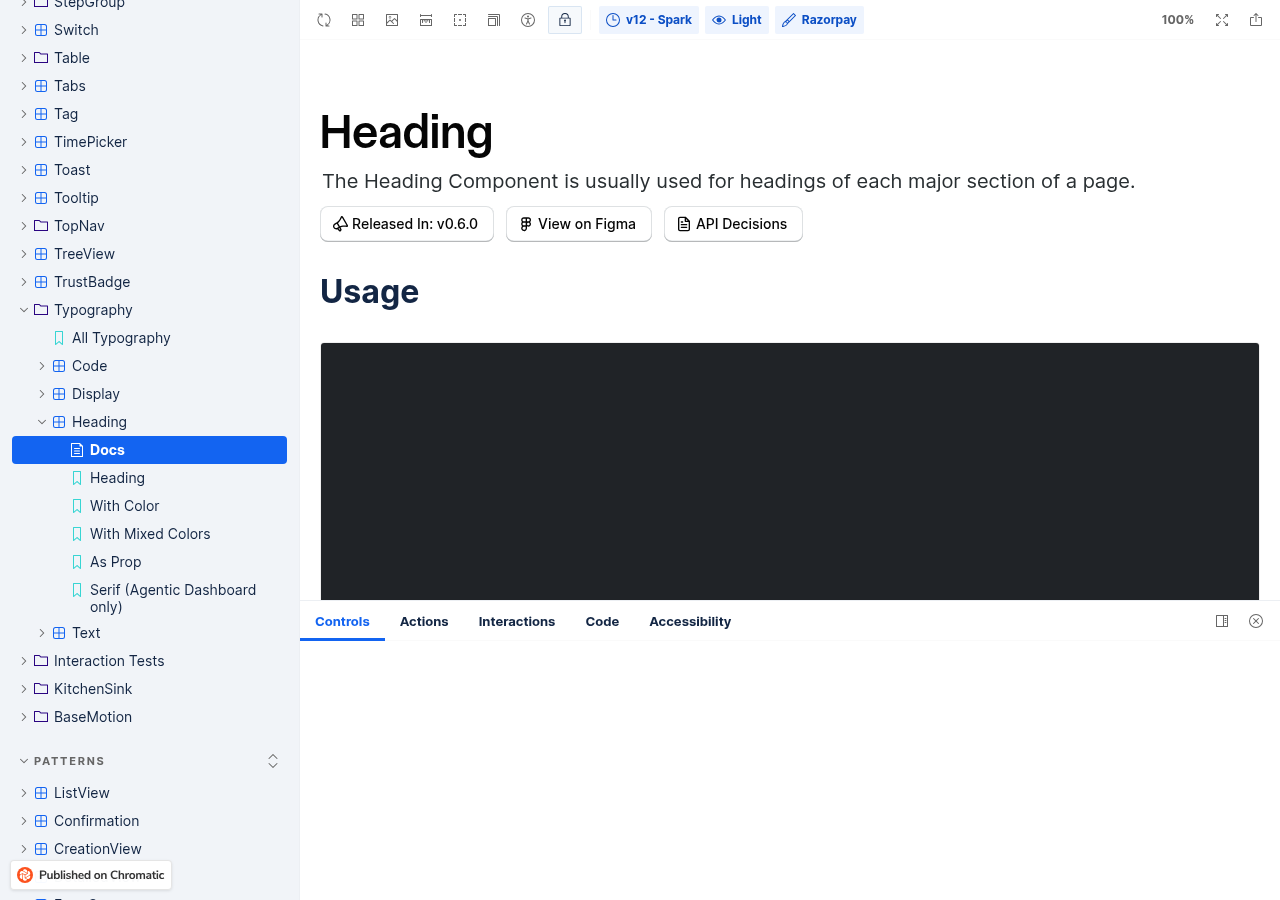 StepGroup
Switch
Table
Tabs
Tag
TimePicker
Toast
Tooltip
TopNav
TreeView
TrustBadge
Typography
All Typography
Code
Display
Heading
Docs
Heading
With Color
With Mixed Colors
As Prop
Serif (Agentic Dashboard
only)
Text
Interaction Tests
KitchenSink
BaseMotion
PATTERNS
ListView
Confirmation
CreationView
Published on Chromatic
v12 - Spark
Light
Razorpay
100%
Heading
The Heading Component is usually used for headings of each major section of a page.
Released In: v0.6.0
View on Figma
API Decisions
Usage
Controls
Actions
Interactions
Code
Accessibility